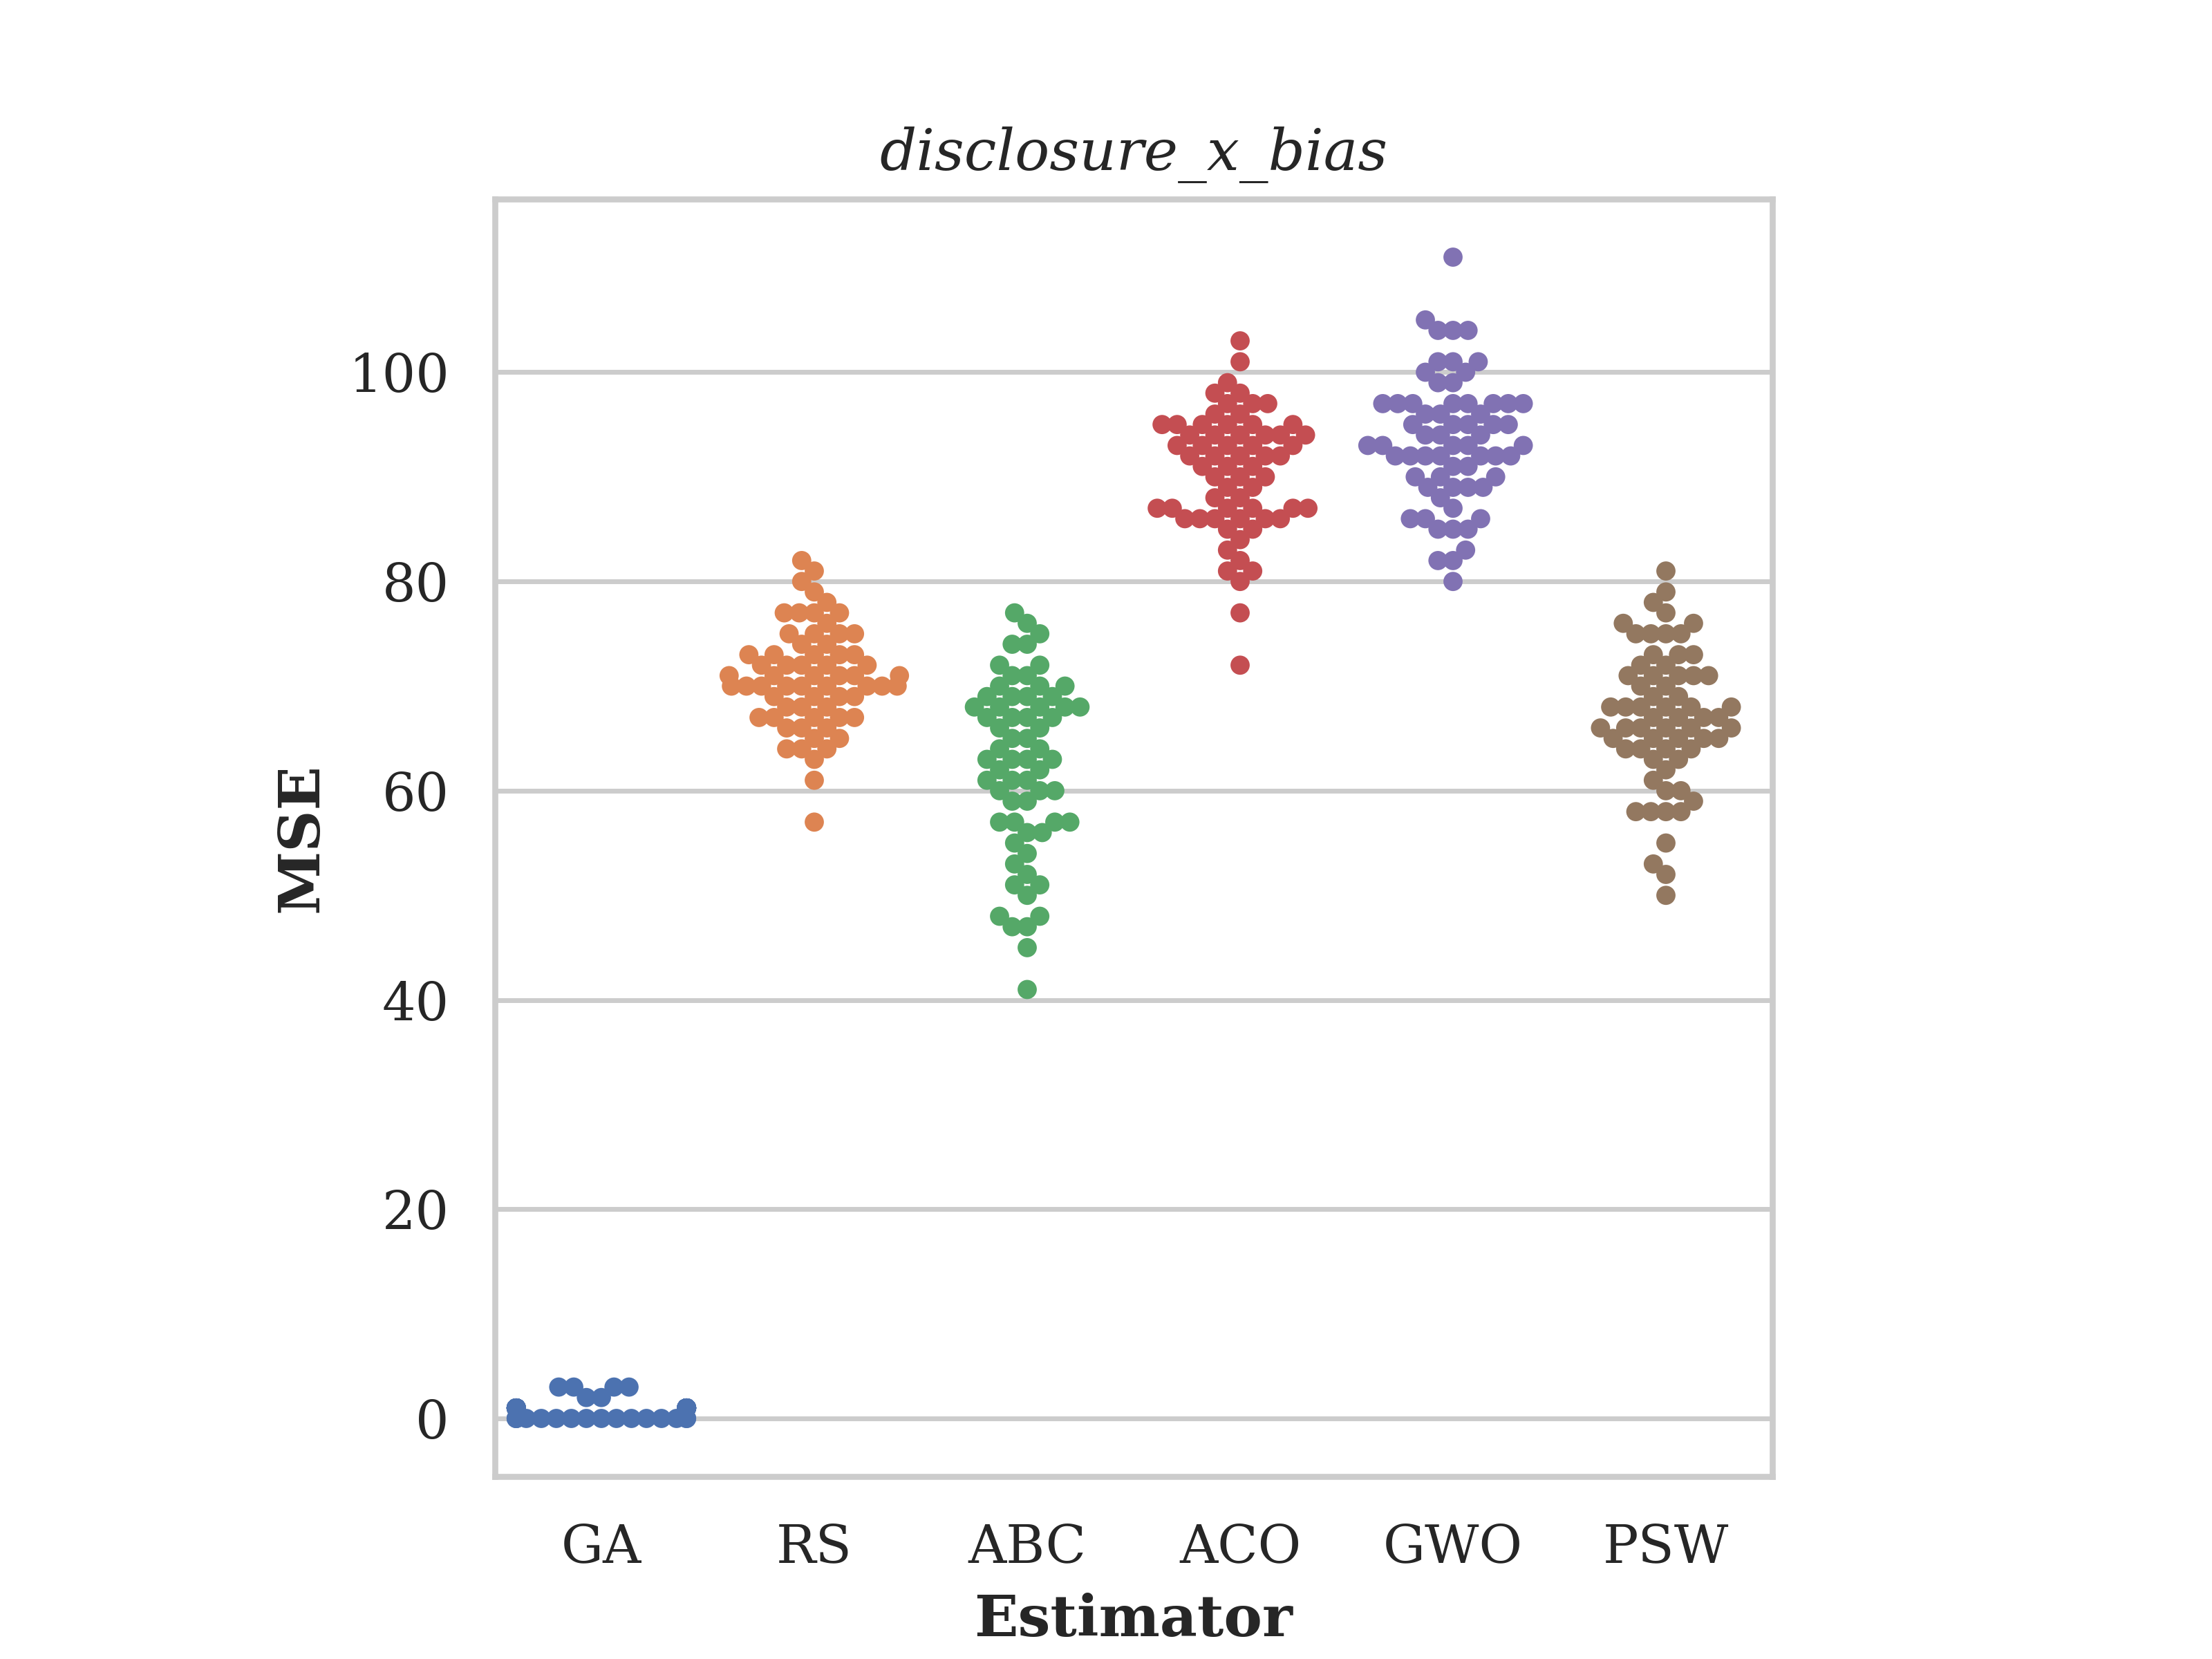 disclosure_x_bias
MSE
100
80
60
40
20
0
GA RS ABC ACO GWO PSW
Estimator